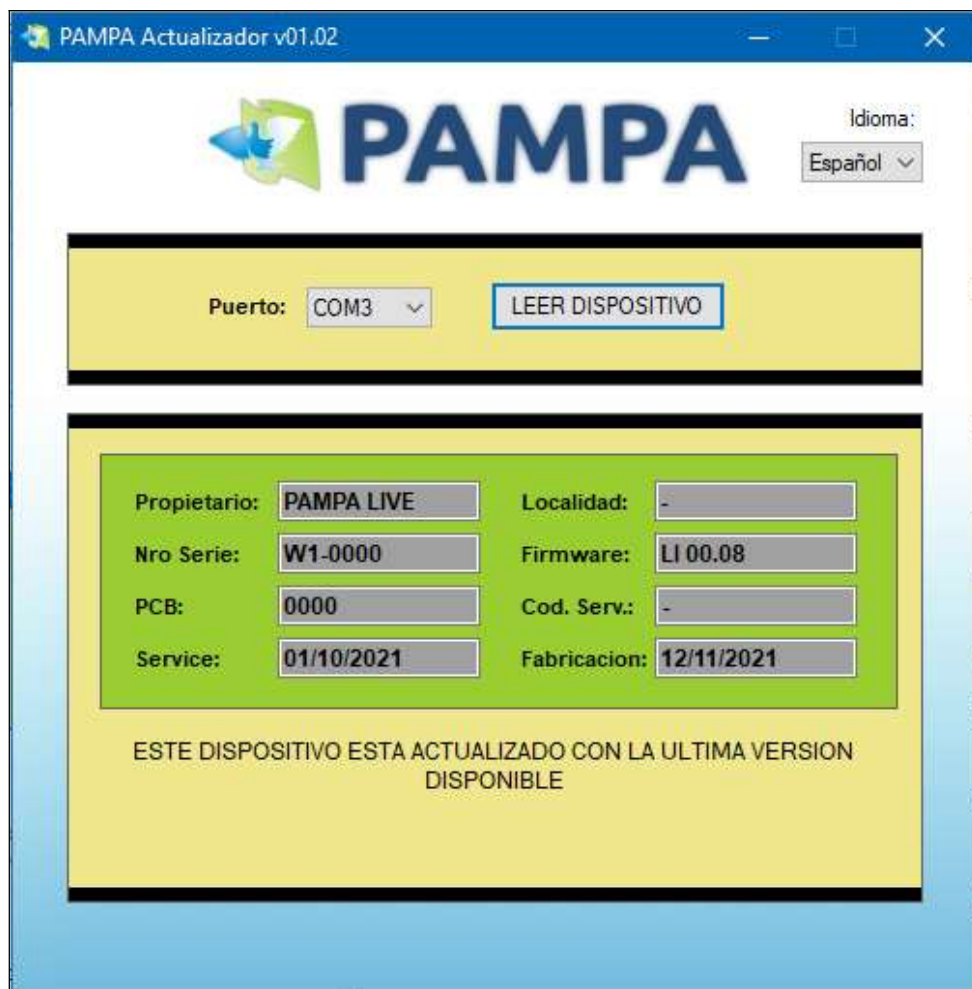 PAMPA Actualizador v01.02
PAMPA
Idioma:
Español
Puerto: COM3 LEER DISPOSITIVO
Propietario: PAMPA LIVE Localidad: -
Nro Serie: W1-0000 Firmware: LI 00.08
PCB: 0000 Cod. Serv.: -
Service: 01/10/2021 Fabricacion: 12/11/2021
ESTE DISPOSITIVO ESTA ACTUALIZADO CON LA ULTIMA VERSION
DISPONIBLE